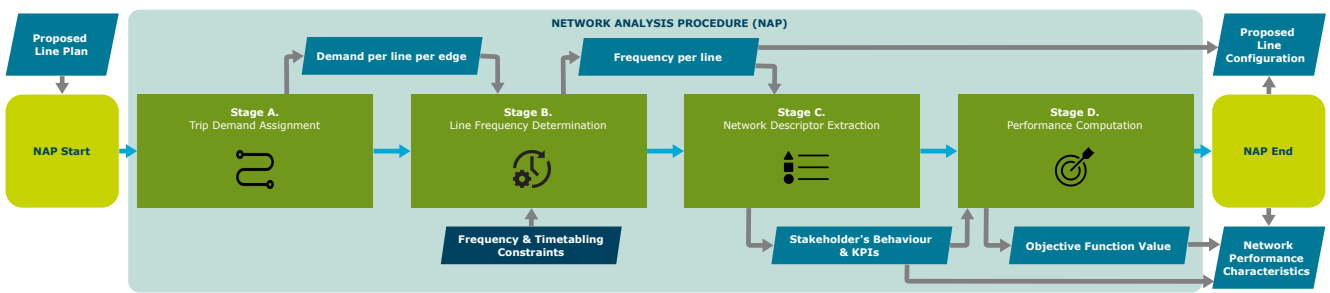 NETWORK ANALYSIS PROCEDURE (NAP)
Proposed
Line Plan
Demand per line per edge
Frequency per line
Proposed
Line
Configuration
NAP Start
Stage A.
Trip Demand Assignment
Stage B.
Line Frequency Determination
Stage C.
Network Descriptor Extraction
Stage D.
Performance Computation
NAP End
Frequency & Timetabling
Constraints
Stakeholder's Behaviour
& KPIs
Objective Function Value
Network
Performance
Characteristics